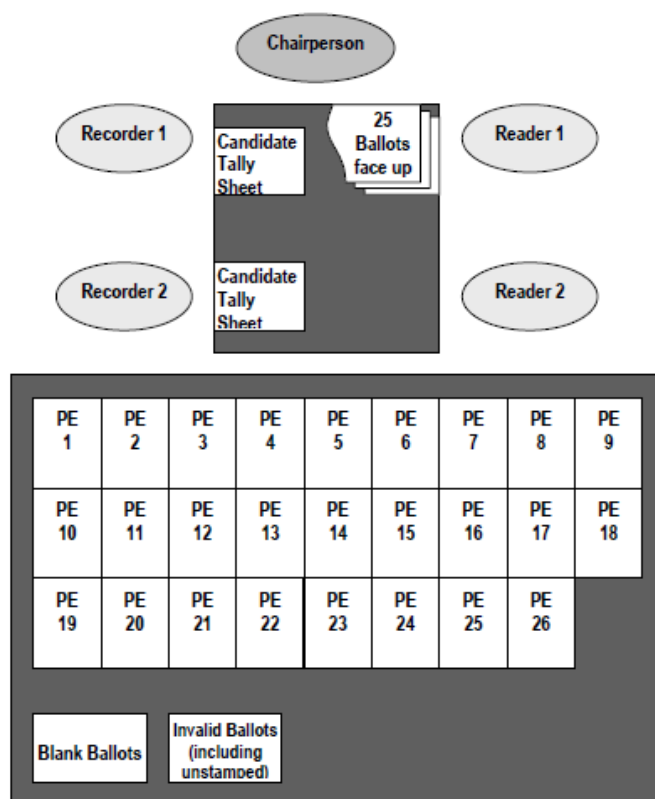 Chairperson
Recorder 1
Candidate
Tally
Sheet
25
Ballots
face up
Reader 1
Recorder 2
Candidate
Tally
Sheet
Reader 2
PE PE PE PE PE PE PE PE PE
1 2 3 4 5 6 7 8 9
PE PE PE PE PE PE PE PE PE
10 11 12 13 14 15 16 17 18
PE PE PE PE PE PE PE PE
19 20 21 22 23 24 25 26
Blank Ballots
Invalid Ballots
(including
unstamped)